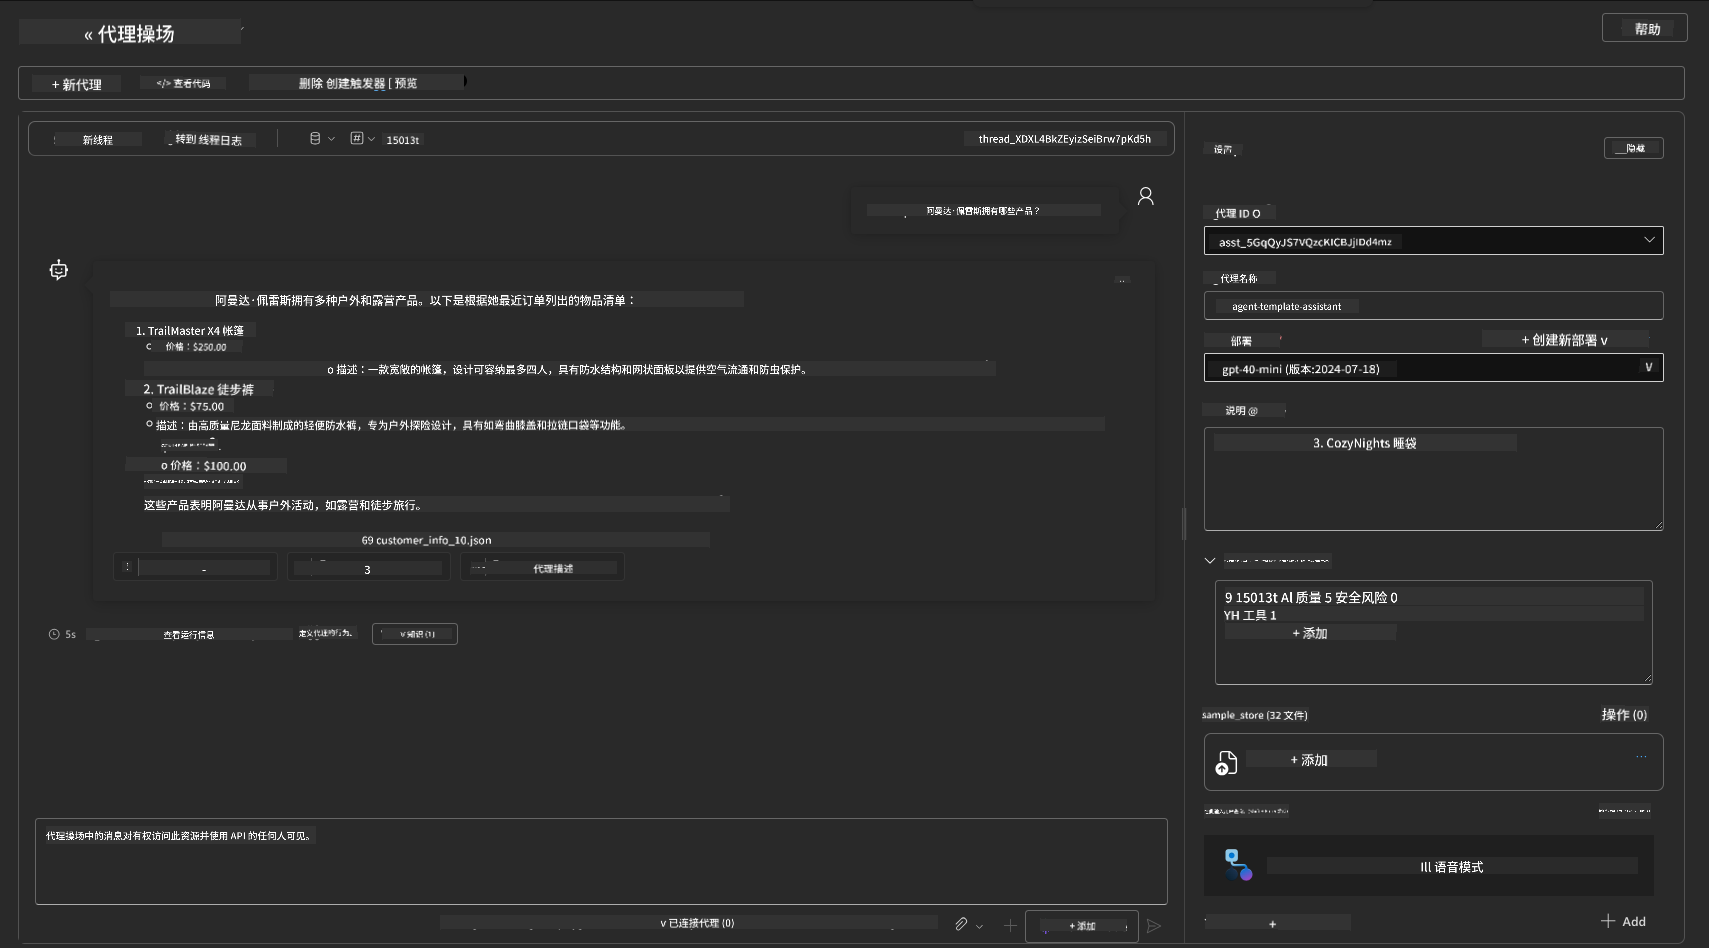 « 代理操场
帮助
+ 新代理
</> 查看代码
删除 创建触发器 [ 预览
新线程
转到 线程日志
15013t
thread_XDXL4BkZEyizSeiBrw7pKd5h
设置
隐藏
阿曼达·佩雷斯拥有哪些产品？
代理 ID O
asst_5GqQyJS7VQzcKICBJjIDd4mz
代理名称
agent-template-assistant
部署
+ 创建新部署 v
gpt-40-mini (版本:2024-07-18)
V
说明 @
3. CozyNights 睡袋
阿曼达·佩雷斯拥有多种户外和露营产品。以下是根据她最近订单列出的物品清单：
1. TrailMaster X4 帐篷
价格：$250.00
o 描述：一款宽敞的帐篷，设计可容纳最多四人，具有防水结构和网状面板以提供空气流通和防虫保护。
2. TrailBlaze 徒步裤
价格：$75.00
描述：由高质量尼龙面料制成的轻便防水裤，专为户外探险设计，具有如弯曲膝盖和拉链口袋等功能。
o 价格：$100.00
这些产品表明阿曼达从事户外活动，如露营和徒步旅行。
69 customer_info_10.json
-
3
代理描述
5s
查看运行信息
定义代理的行为。
v 知识 (1)
9 15013t Al 质量 5 安全风险 0
YH 工具 1
+ 添加
sample_store (32 文件)
操作 (0)
+ 添加
...
Ill 语音模式
代理操场中的消息对有权访问此资源并使用 API 的任何人可见。
v 已连接代理 (0)
+ 添加
+
+ Add